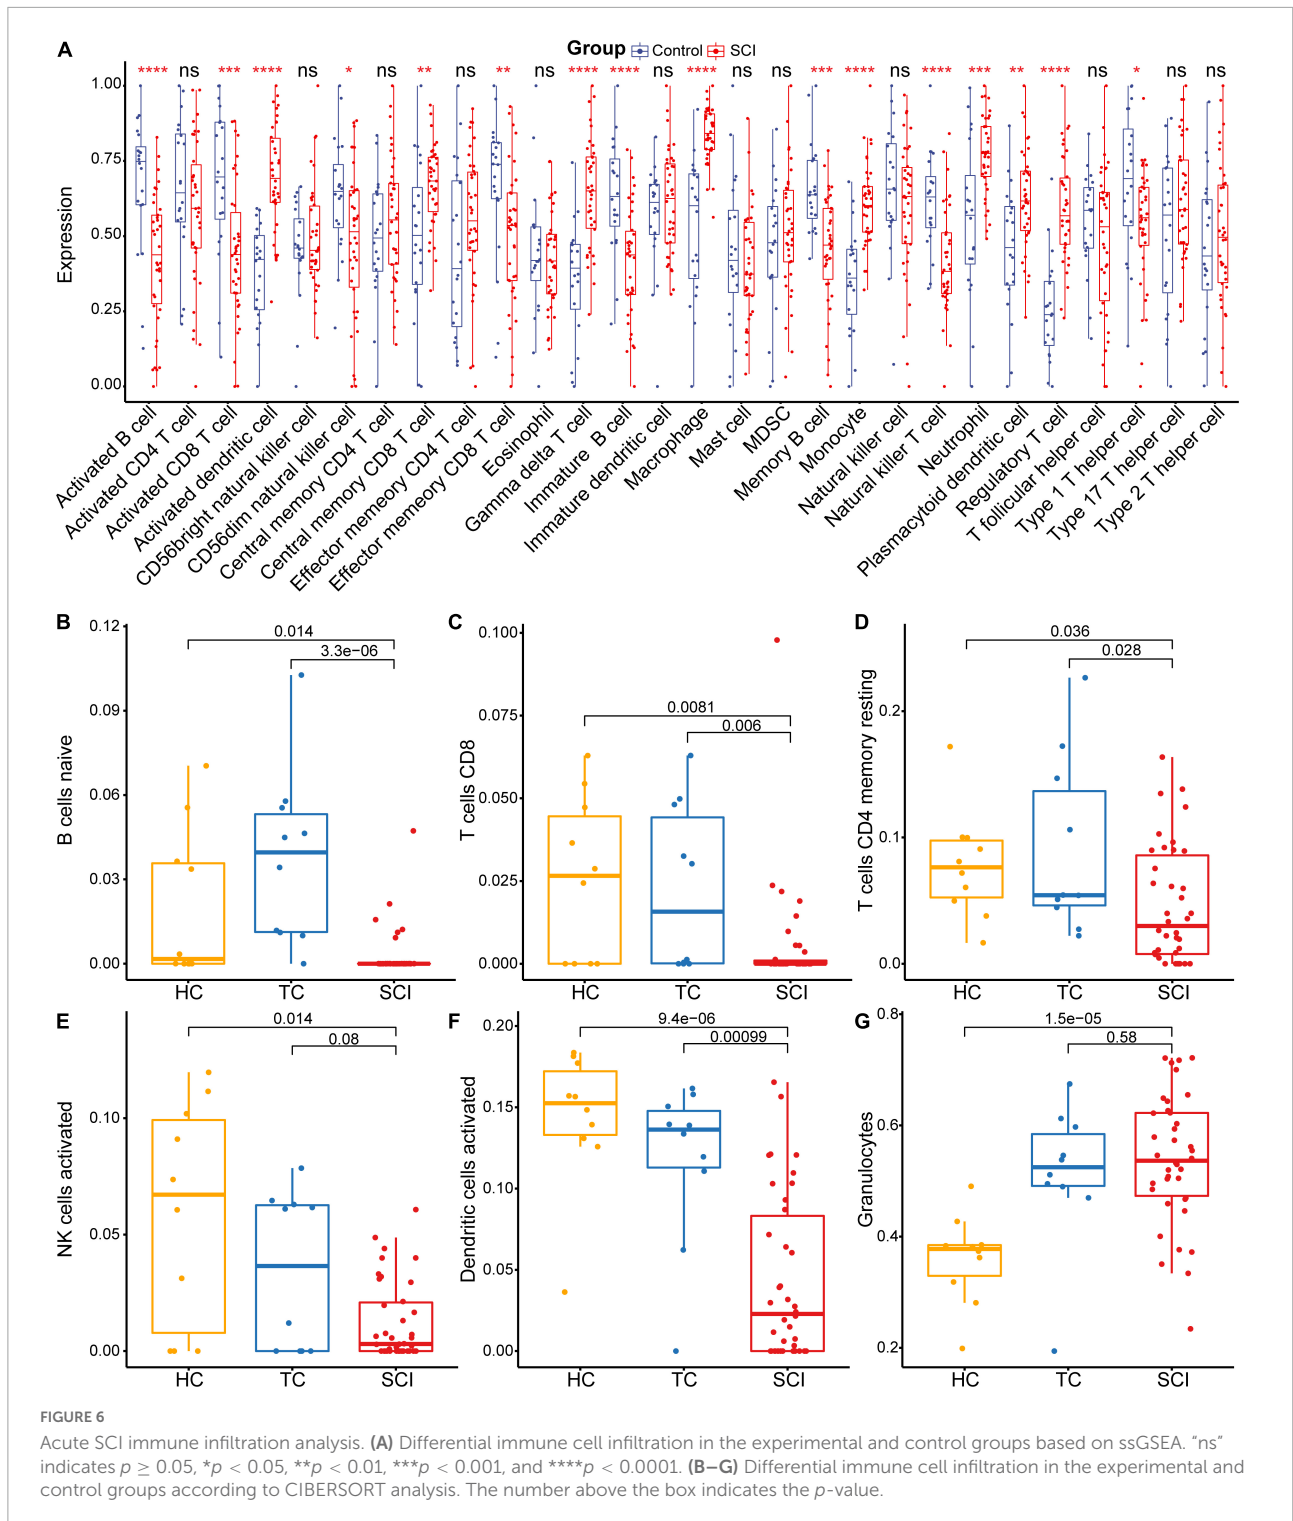 A
Group Control SCI
**** ns *** **** ns * ns ** ns ** ns **** **** ns **** ns ns *** **** ns **** *** ** **** ns * ns ns
1.00
0.75
0.50
0.25
0.00
Expression
Activated B cell
Activated CD4 T cell
Activated CD8 T cell
Activated dendritic cell
CD56bright natural killer cell
CD56dim natural killer cell
Central memory CD4 T cell
Central memory CD8 T cell
Effector memeory CD4 T cell
Effector memeory CD8 T cell
Eosinophil
Gamma delta T cell
Immature B cell
Immature dendritic cell
Macrophage
Mast cell
MDSC
Memory B cell
Monocyte
Natural killer cell
Natural killer T cell
Neutrophil
Plasmacytoid dendritic cell
Regulatory T cell
T follicular helper cell
Type 1 T helper cell
Type 17 T helper cell
Type 2 T helper cell
B
0.12
0.09
0.06
0.03
0.00
B cells naive
0.014
3.3e−06
HC TC SCI
C
0.100
0.075
0.050
0.025
0.000
T cells CD8
0.0081
0.006
HC TC SCI
D
0.2
0.1
0.0
T cells CD4 memory resting
0.036
0.028
HC TC SCI
E
0.10
0.05
0.00
NK cells activated
0.014
0.08
HC TC SCI
F
0.20
0.15
0.10
0.05
0.00
Dendritic cells activated
9.4e−06
0.00099
HC TC SCI
G
0.8
0.6
0.4
0.2
Granulocytes
1.5e−05
0.58
HC TC SCI
FIGURE 6
Acute SCI immune infiltration analysis. (A) Differential immune cell infiltration in the experimental and control groups based on ssGSEA. “ns”
indicates p ≥ 0.05, *p < 0.05, **p < 0.01, ***p < 0.001, and ****p < 0.0001. (B–G) Differential immune cell infiltration in the experimental and
control groups according to CIBERSORT analysis. The number above the box indicates the p-value.